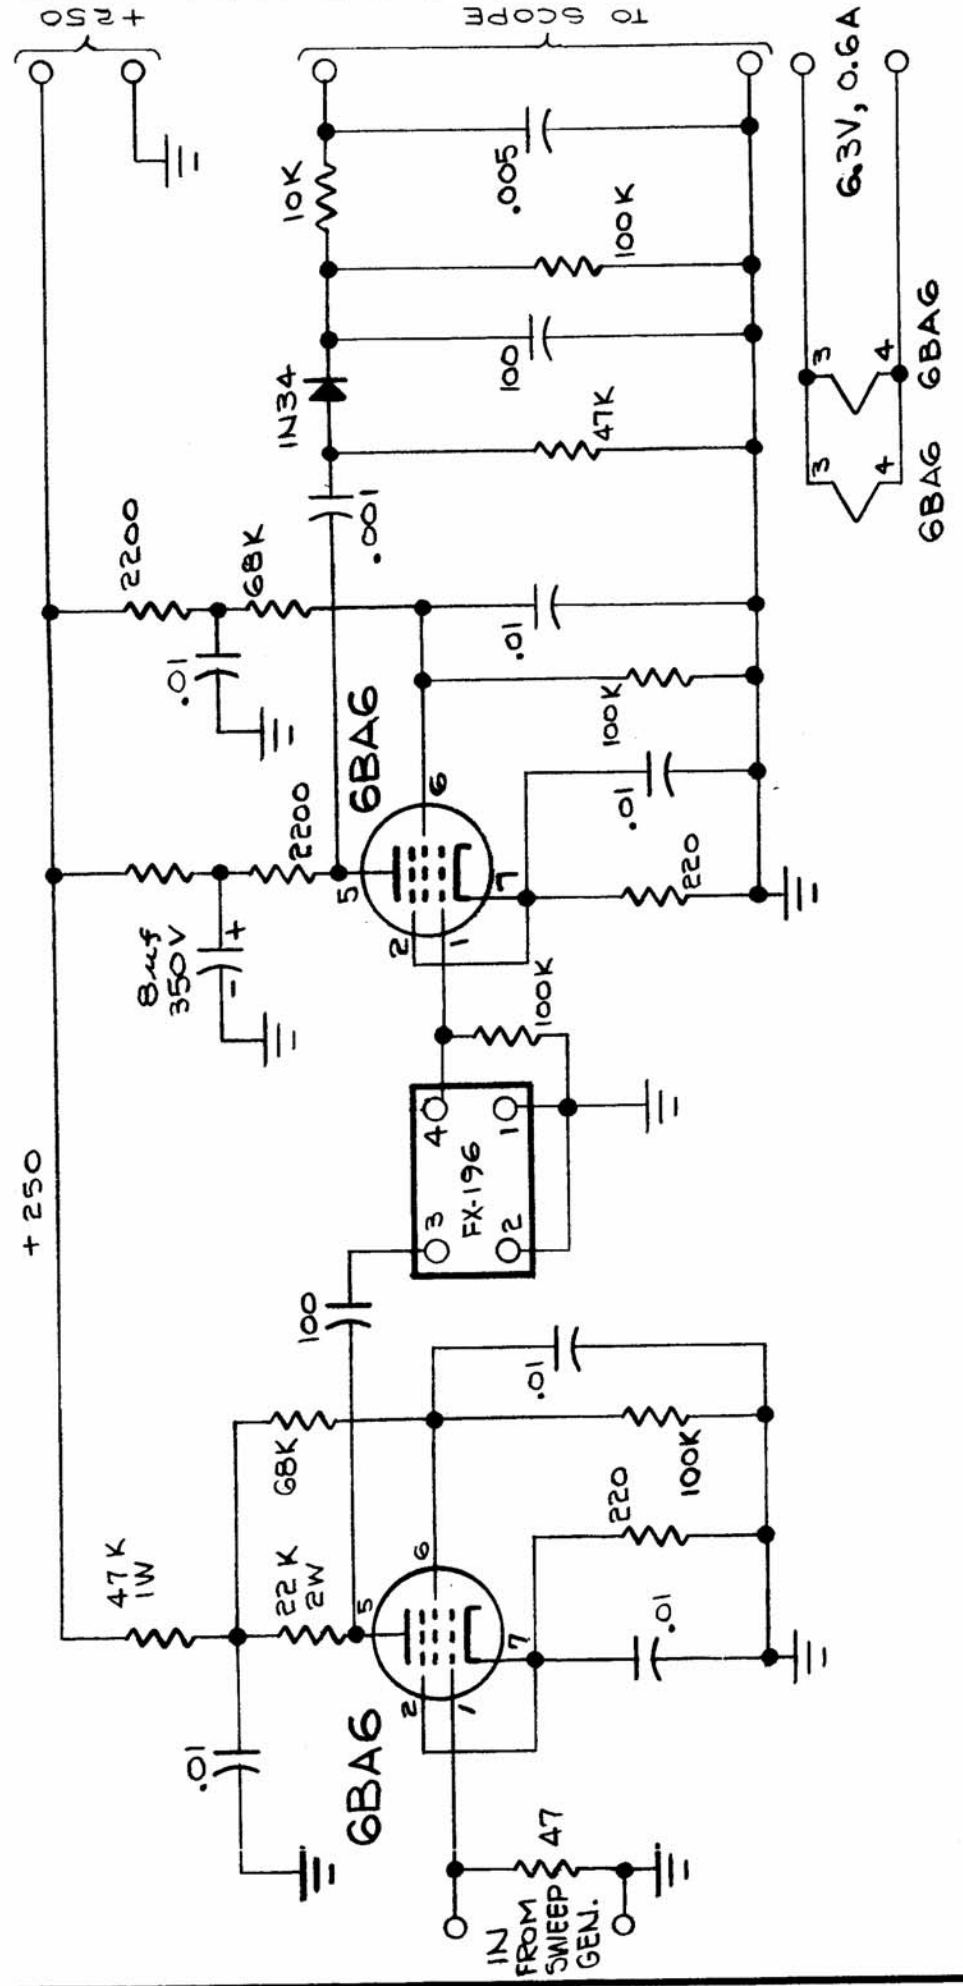 +250
+250
TO SCOPE
6.3V, 0.6A
10K
.005
100K
100
1N34
47K
.001
2200
68K
.01
.01
100K
.01
220
8uf
350V
+
-
2200
5
6BA6
6
2
1
7
100K
4
1
FX-196
3
2
100
3
4
6BA6
3
4
6BA6
47K
1W
68K
22K
2W
.01
100K
220
.01
5
6
2
1
7
6BA6
.01
47
IN
FROM
SWEEP
GEN.